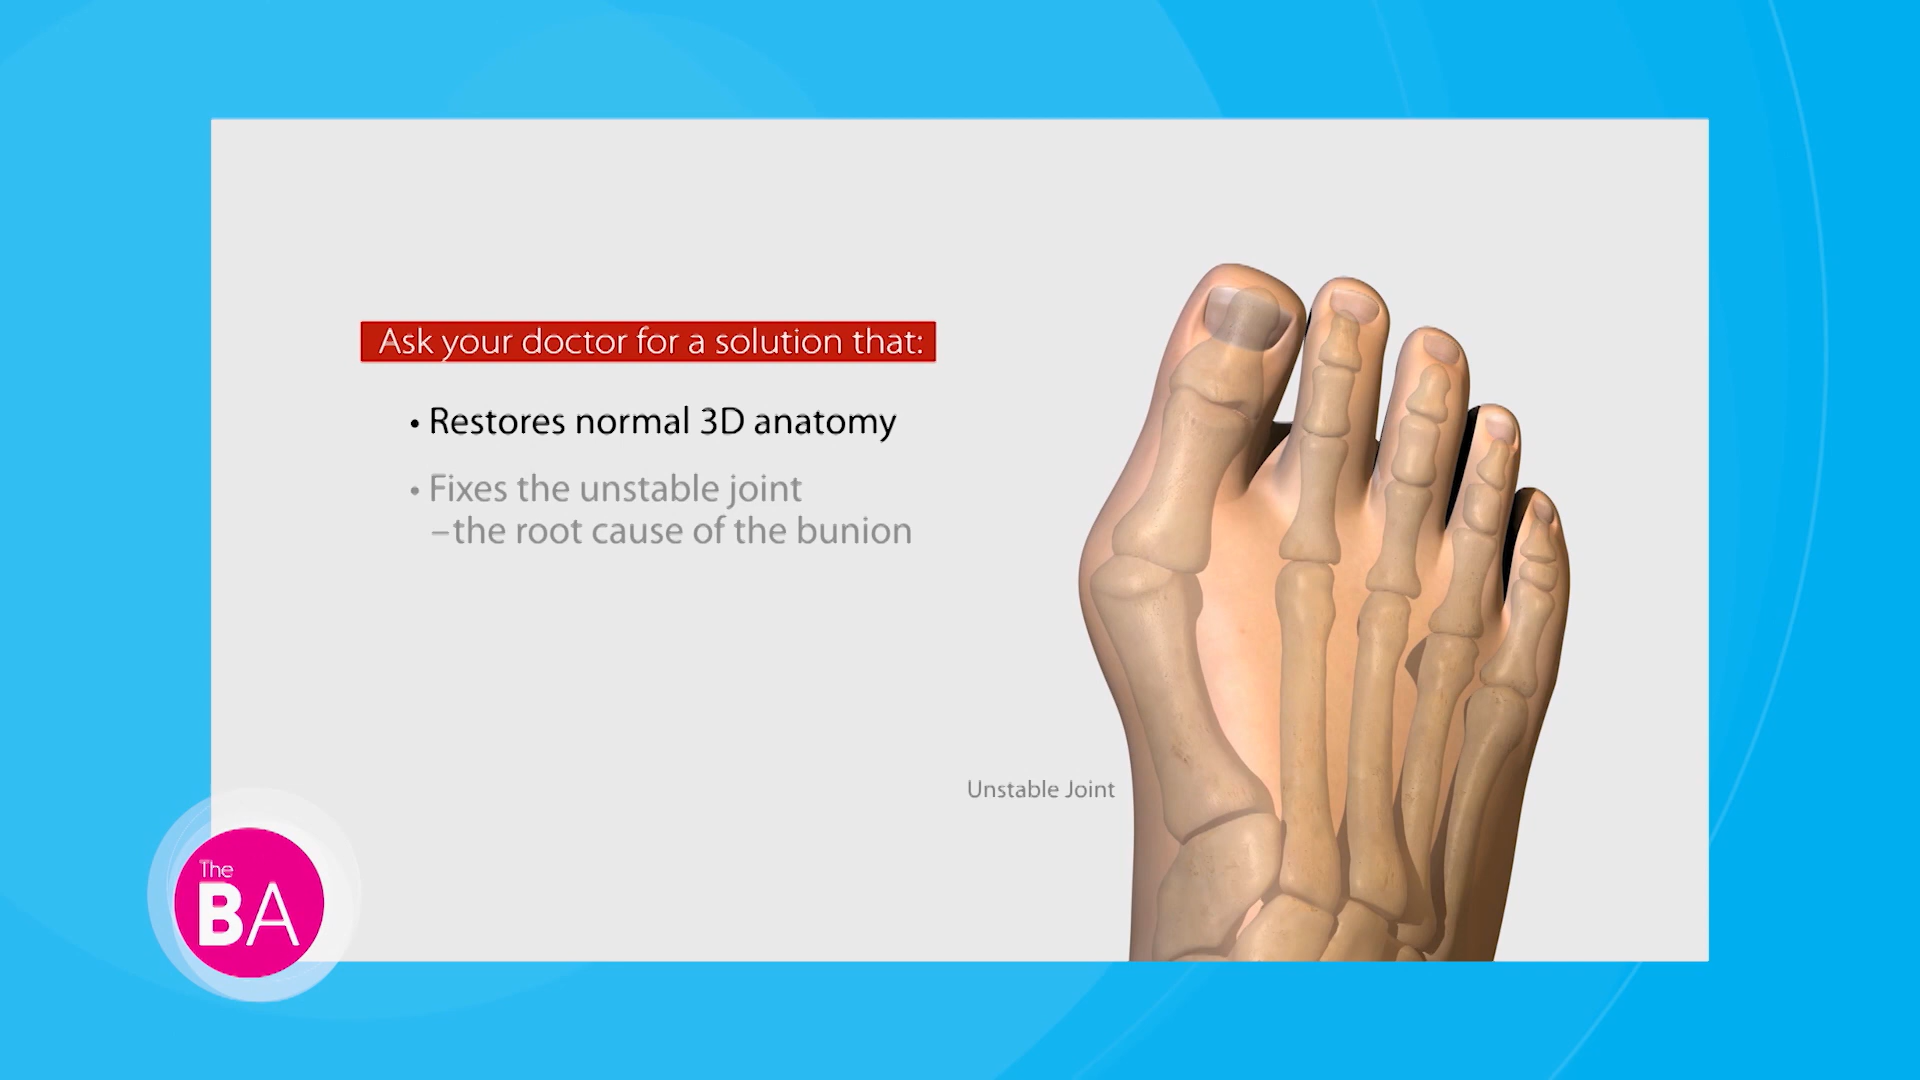 Ask your doctor for a solution that:
• Restores normal 3D anatomy
• Fixes the unstable joint
–the root cause of the bunion
Unstable Joint
The
BA